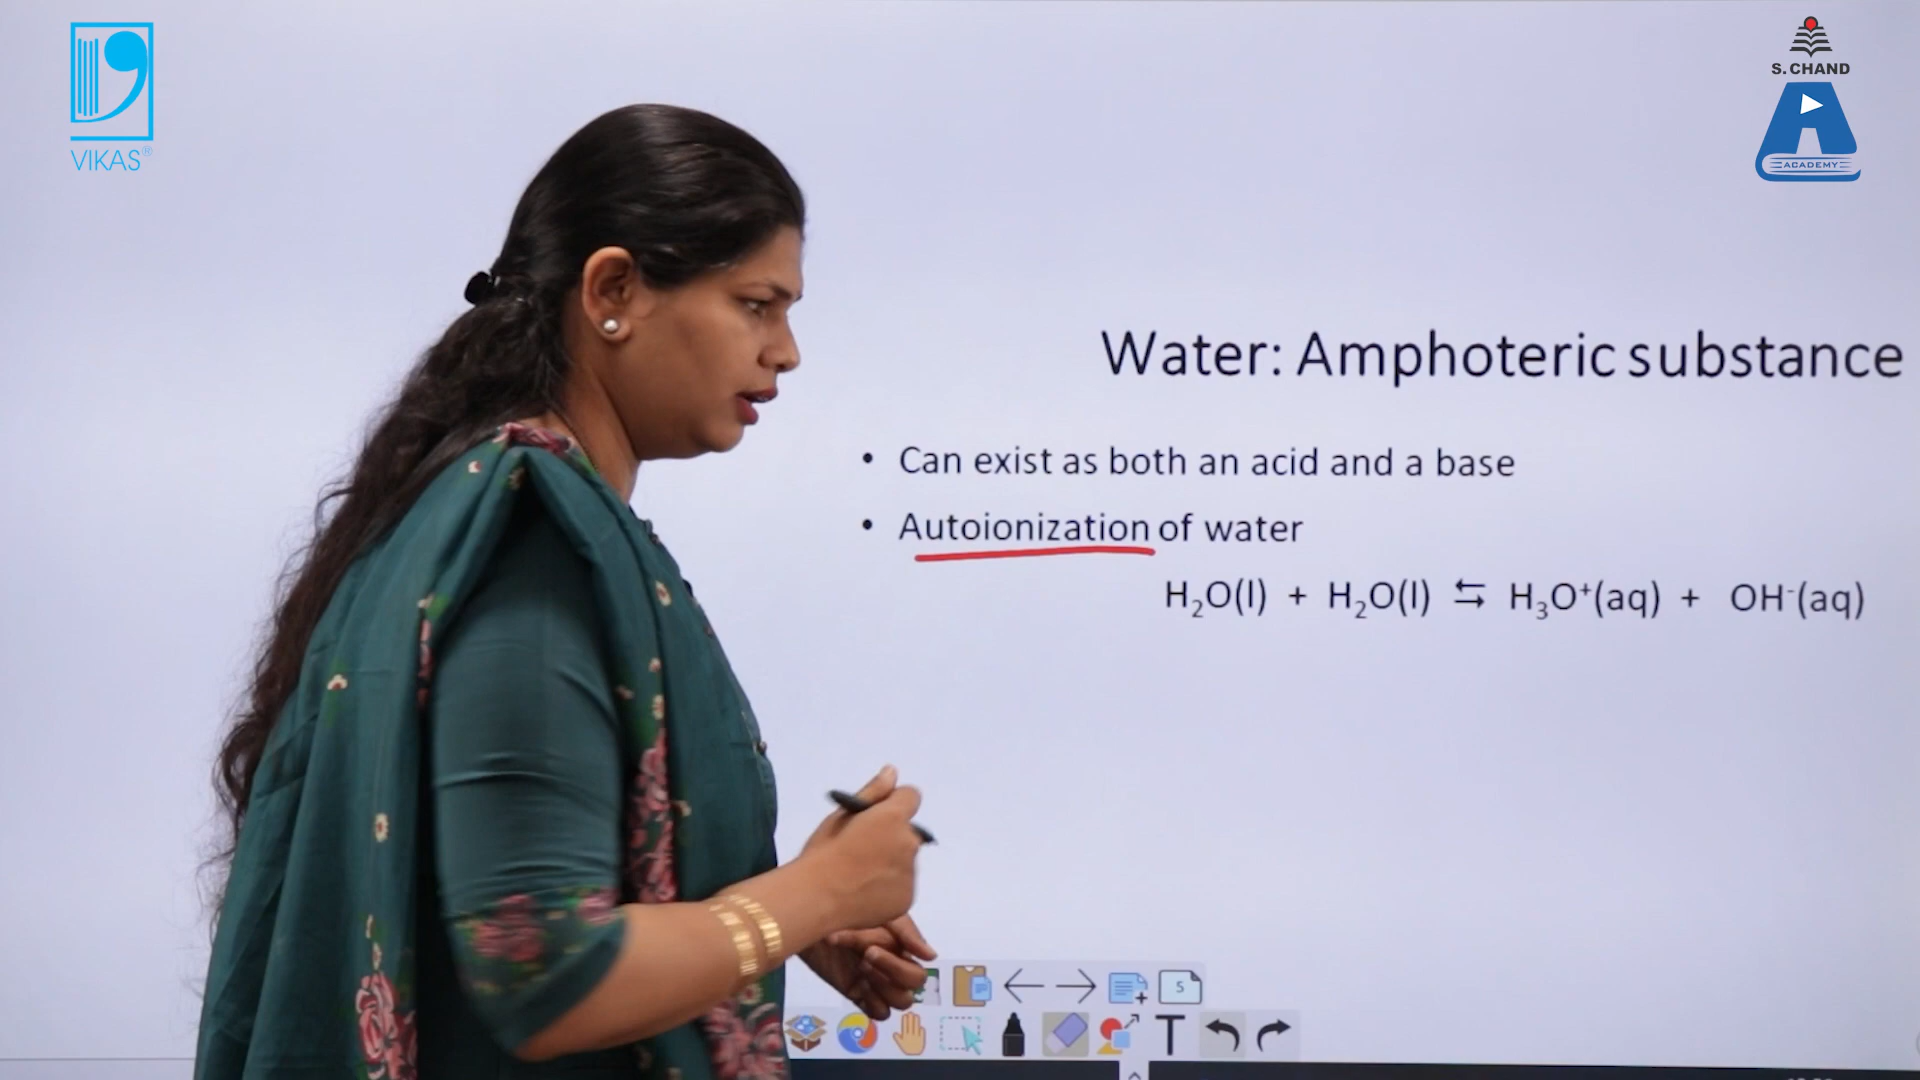 VIKAS®
S. CHAND
ACADEMY
Water: Amphoteric substance
• Can exist as both an acid and a base
• Autoionization of water
H₂O(l) + H₂O(l) ⇆ H₃O⁺(aq) + OH⁻(aq)
5
T